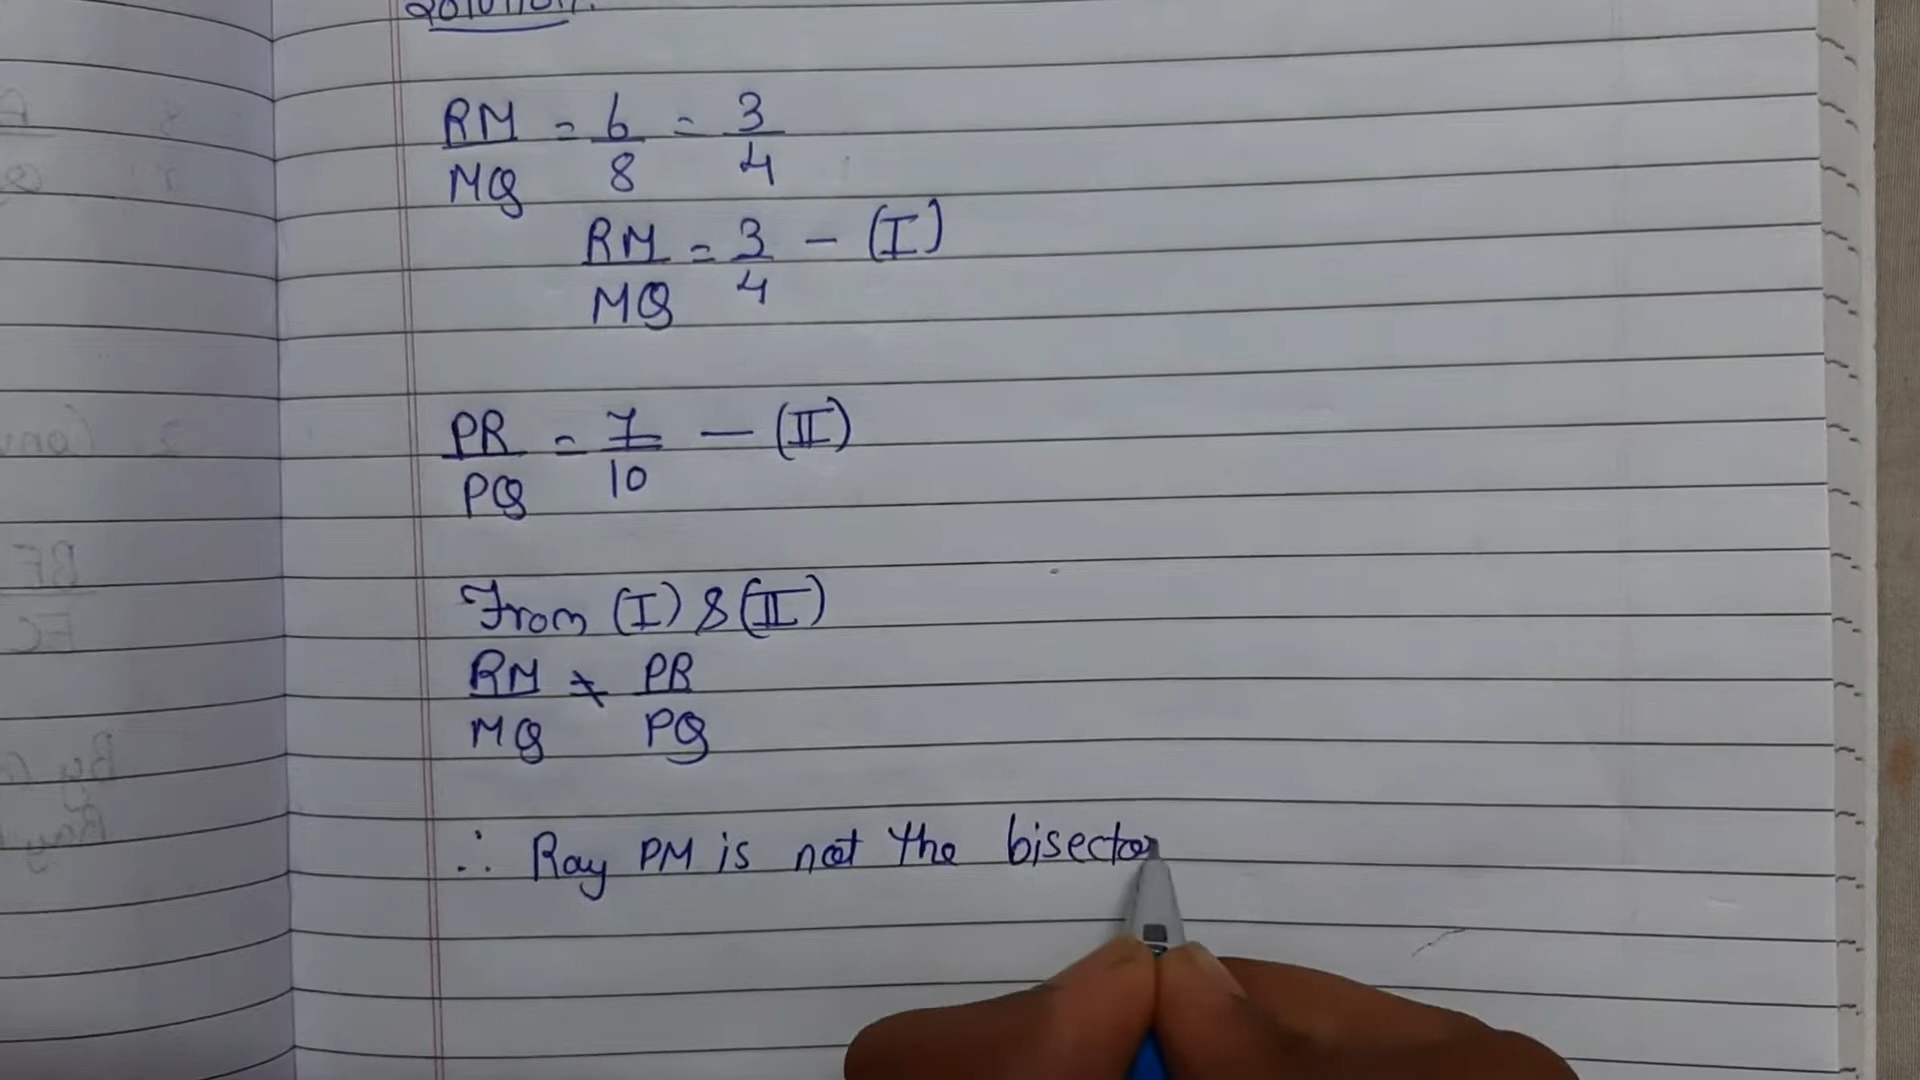 Solution:
RM = 6 = 3
MQ 8 4
RM = 3 - (I)
MQ 4
PR = 7 - (II)
PQ 10
From (I) & (II)
RM ≠ PR
MQ PQ
∴ Ray PM is not the bisector